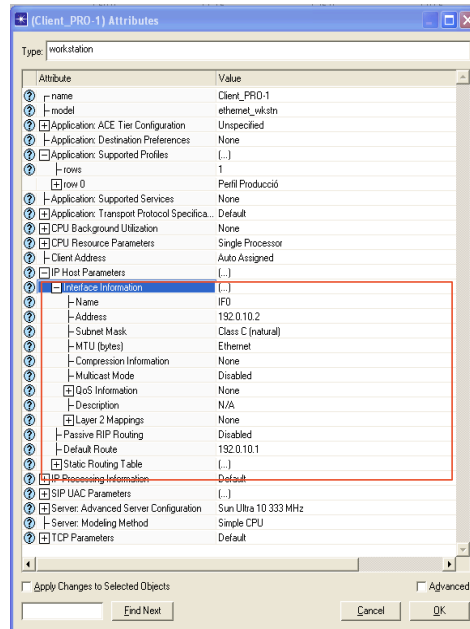 (Client_PRO-1) Attributes
Type: workstation
Attribute Value
name Client_PRO-1
model ethernet_wkstn
Application: ACE Tier Configuration Unspecified
Application: Destination Preferences None
Application: Supported Profiles (...)
rows 1
row 0 Perfil Producció
Application: Supported Services None
Application: Transport Protocol Specifica... Default
CPU Background Utilization None
CPU Resource Parameters Single Processor
Client Address Auto Assigned
IP Host Parameters (...)
Interface Information (...)
Name IF0
Address 192.0.10.2
Subnet Mask Class C (natural)
MTU (bytes) Ethernet
Compression Information None
Multicast Mode Disabled
QoS Information None
Description N/A
Layer 2 Mappings None
Passive RIP Routing Disabled
Default Route 192.0.10.1
Static Routing Table (...)
IP Processing Information Default
SIP UAC Parameters (...)
Server: Advanced Server Configuration Sun Ultra 10 333 MHz
Server: Modeling Method Simple CPU
TCP Parameters Default
Apply Changes to Selected Objects Advanced
Find Next Cancel OK